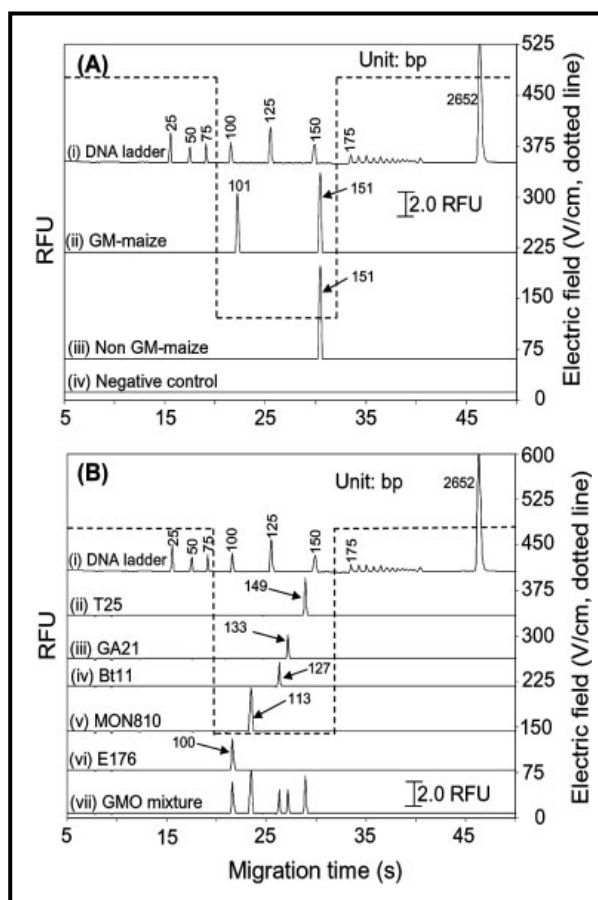 (A)
Unit: bp
525
450
375
300
225
150
75
0
2652
25
50
75
100
125
150
175
(i) DNA ladder
101
151
2.0 RFU
(ii) GM-maize
151
(iii) Non GM-maize
(iv) Negative control
RFU
Electric field (V/cm, dotted line)
5 15 25 35 45
(B)
Unit: bp
600
525
450
375
300
225
150
75
0
2652
25
50
75
100
125
150
175
(i) DNA ladder
149
(ii) T25
133
(iii) GA21
(iv) Bt11
127
113
(v) MON810
100
(vi) E176
(vii) GMO mixture
2.0 RFU
RFU
Electric field (V/cm, dotted line)
5 15 25 35 45
Migration time (s)